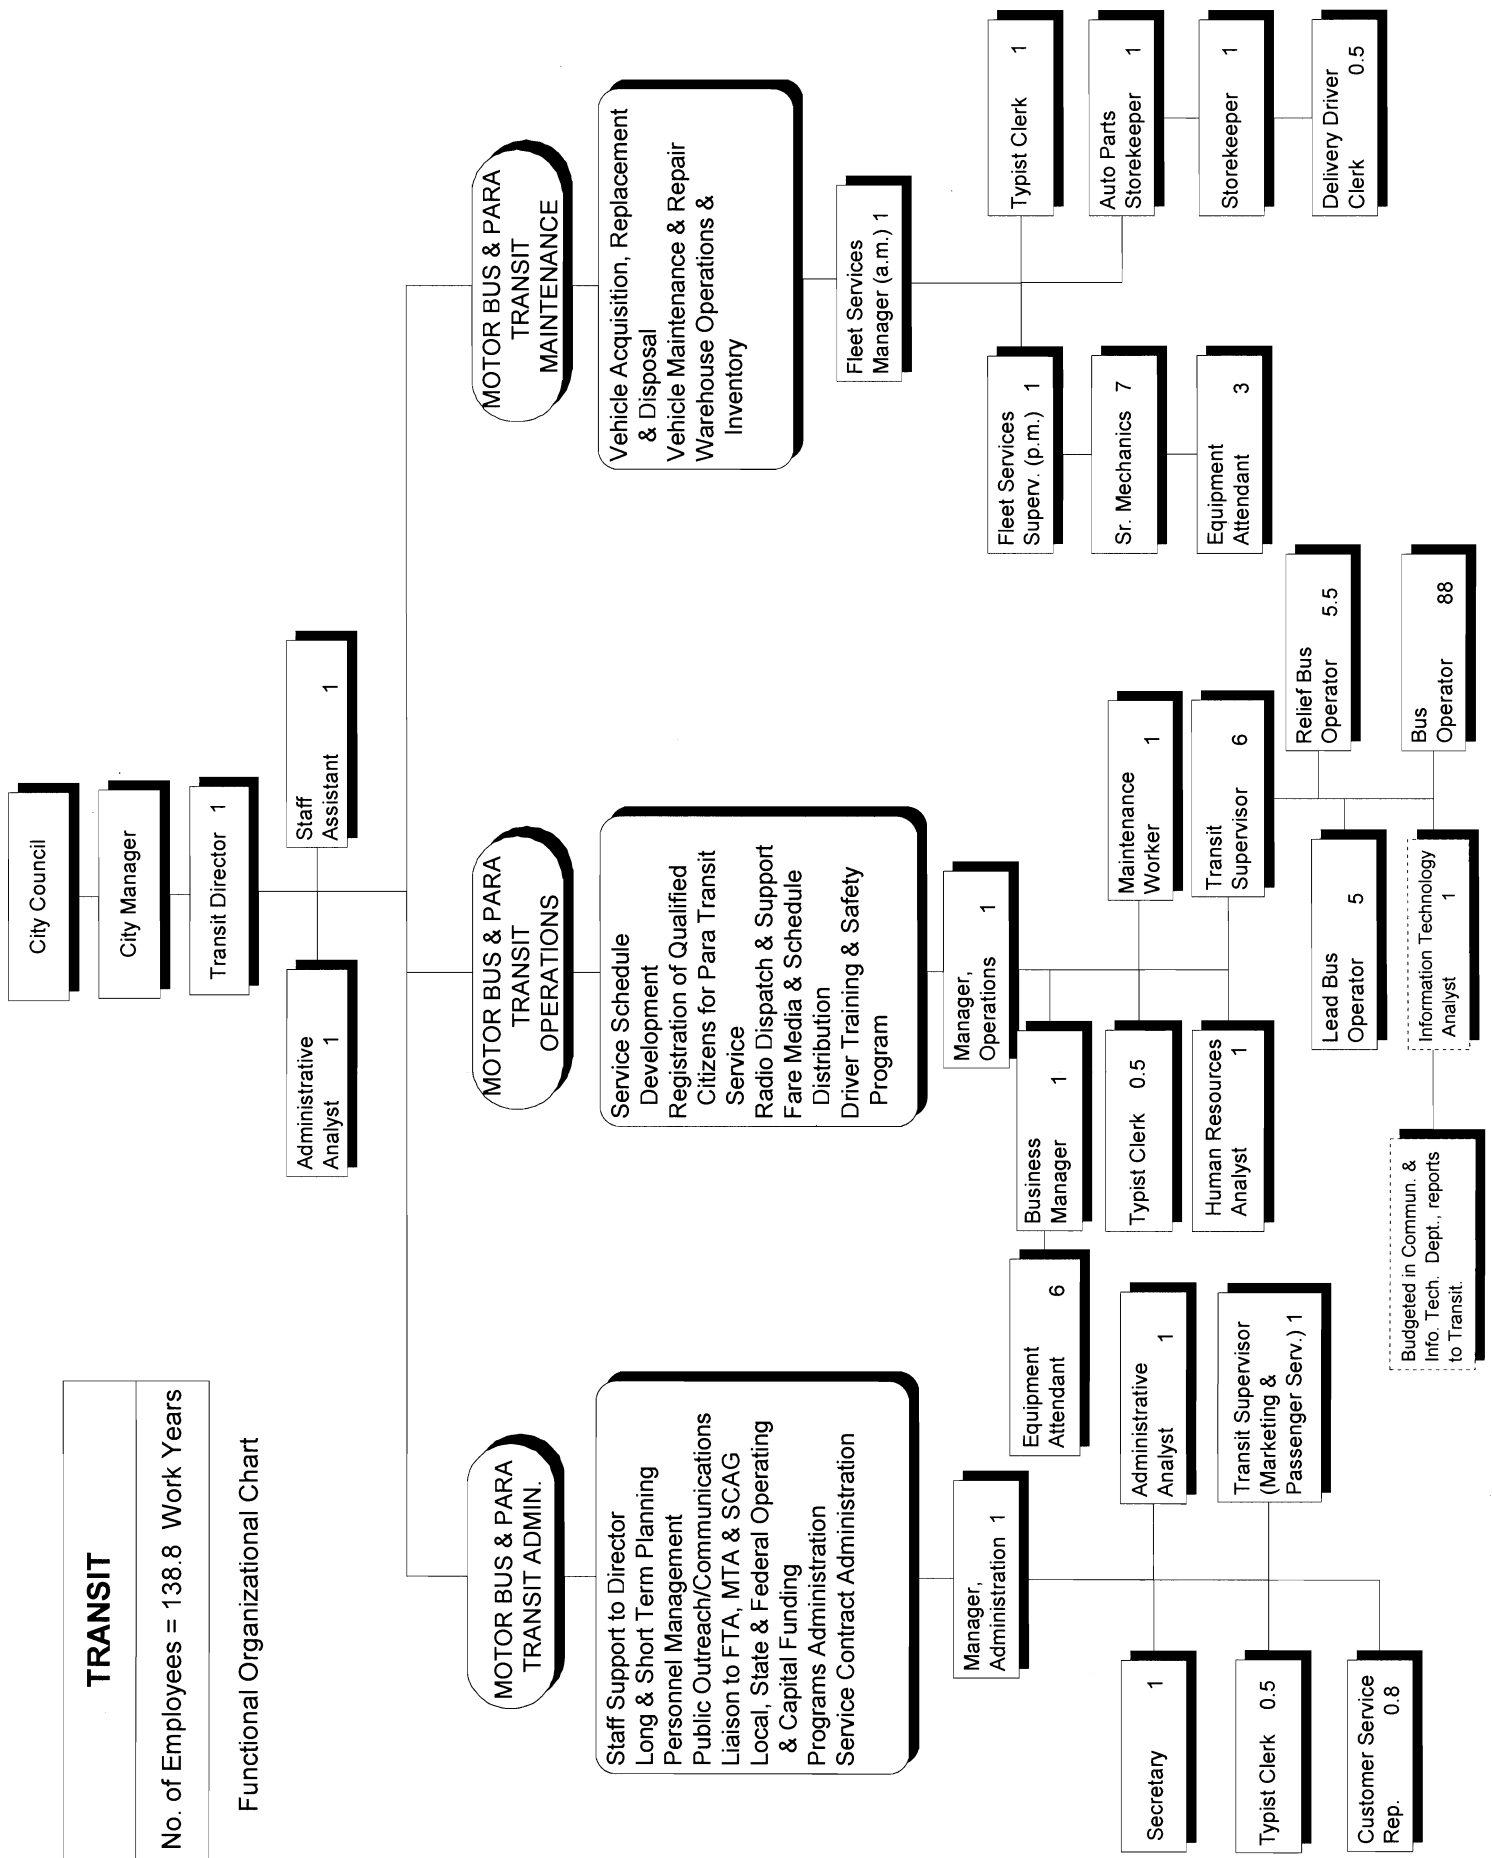 TRANSIT
No. of Employees = 138.8 Work Years
Functional Organizational Chart
City Council
City Manager
Transit Director 1
Administrative
Analyst 1
Staff
Assistant 1
MOTOR BUS & PARA
TRANSIT ADMIN.
Staff Support to Director
Long & Short Term Planning
Personnel Management
Public Outreach/Communications
Liaison to FTA, MTA & SCAG
Local, State & Federal Operating
& Capital Funding
Programs Administration
Service Contract Administration
Manager,
Administration 1
Secretary 1
Administrative
Analyst 1
Typist Clerk 0.5
Transit Supervisor
(Marketing &
Passenger Serv.) 1
Customer Service
Rep. 0.8
MOTOR BUS & PARA
TRANSIT
OPERATIONS
Service Schedule
Development
Registration of Qualified
Citizens for Para Transit
Service
Radio Dispatch & Support
Fare Media & Schedule
Distribution
Driver Training & Safety
Program
Manager,
Operations 1
Equipment
Attendant 6
Business
Manager 1
Typist Clerk 0.5
Maintenance
Worker 1
Human Resources
Analyst 1
Transit
Supervisor 6
Lead Bus
Operator 5
Relief Bus
Operator 5.5
Budgeted in Commun. &
Info. Tech. Dept., reports
to Transit.
Information Technology
Analyst 1
Bus
Operator 88
MOTOR BUS & PARA
TRANSIT
MAINTENANCE
Vehicle Acquisition, Replacement
& Disposal
Vehicle Maintenance & Repair
Warehouse Operations &
Inventory
Fleet Services
Manager (a.m.) 1
Fleet Services
Superv. (p.m.) 1
Sr. Mechanics 7
Equipment
Attendant 3
Typist Clerk 1
Auto Parts
Storekeeper 1
Storekeeper 1
Delivery Driver
Clerk 0.5